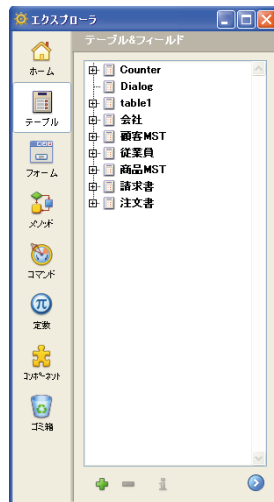 エクスプローラ
テーブル&フィールド
ホーム
テーブル
フォーム
メソッド
コマンド
定数
コンポーネント
ゴミ箱
Counter
Dialog
table1
会社
顧客MST
従業員
商品MST
請求書
注文書